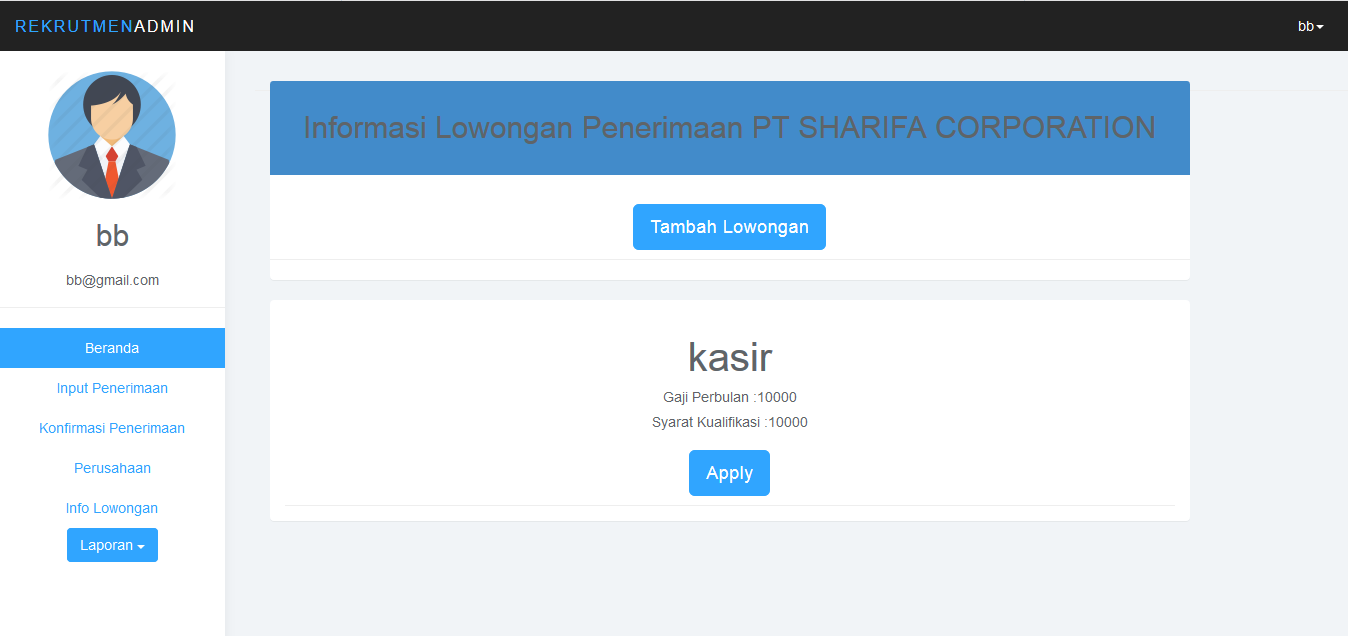 REKRUTMENADMIN
bb
bb
bb@gmail.com
Beranda
Input Penerimaan
Konfirmasi Penerimaan
Perusahaan
Info Lowongan
Laporan
Informasi Lowongan Penerimaan PT SHARIFA CORPORATION
Tambah Lowongan
kasir
Gaji Perbulan :10000
Syarat Kualifikasi :10000
Apply